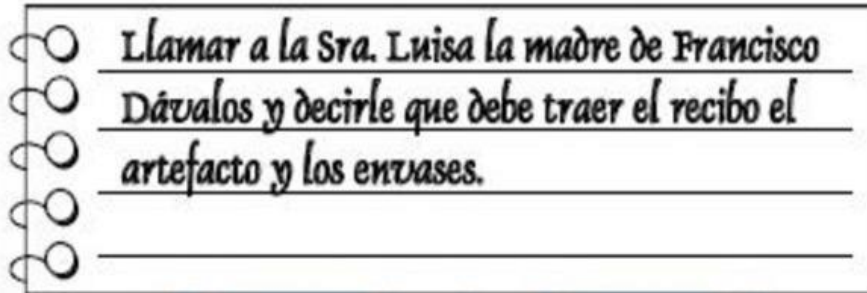 Llamar a la Sra. Luisa la madre de Francisco
Dávalos y decirle que debe traer el recibo el
artefacto y los envases.